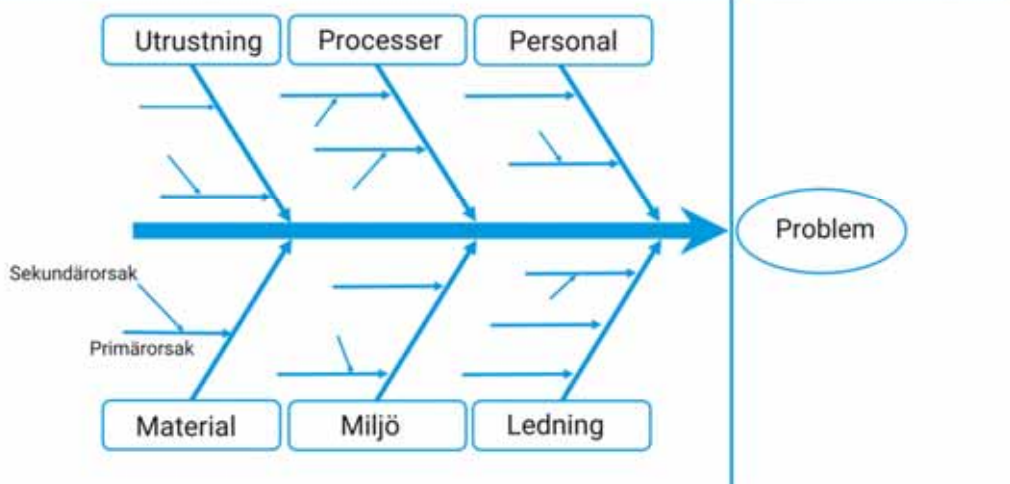 Utrustning
Processer
Personal
Problem
Sekundärorsak
Primärorsak
Material
Miljö
Ledning